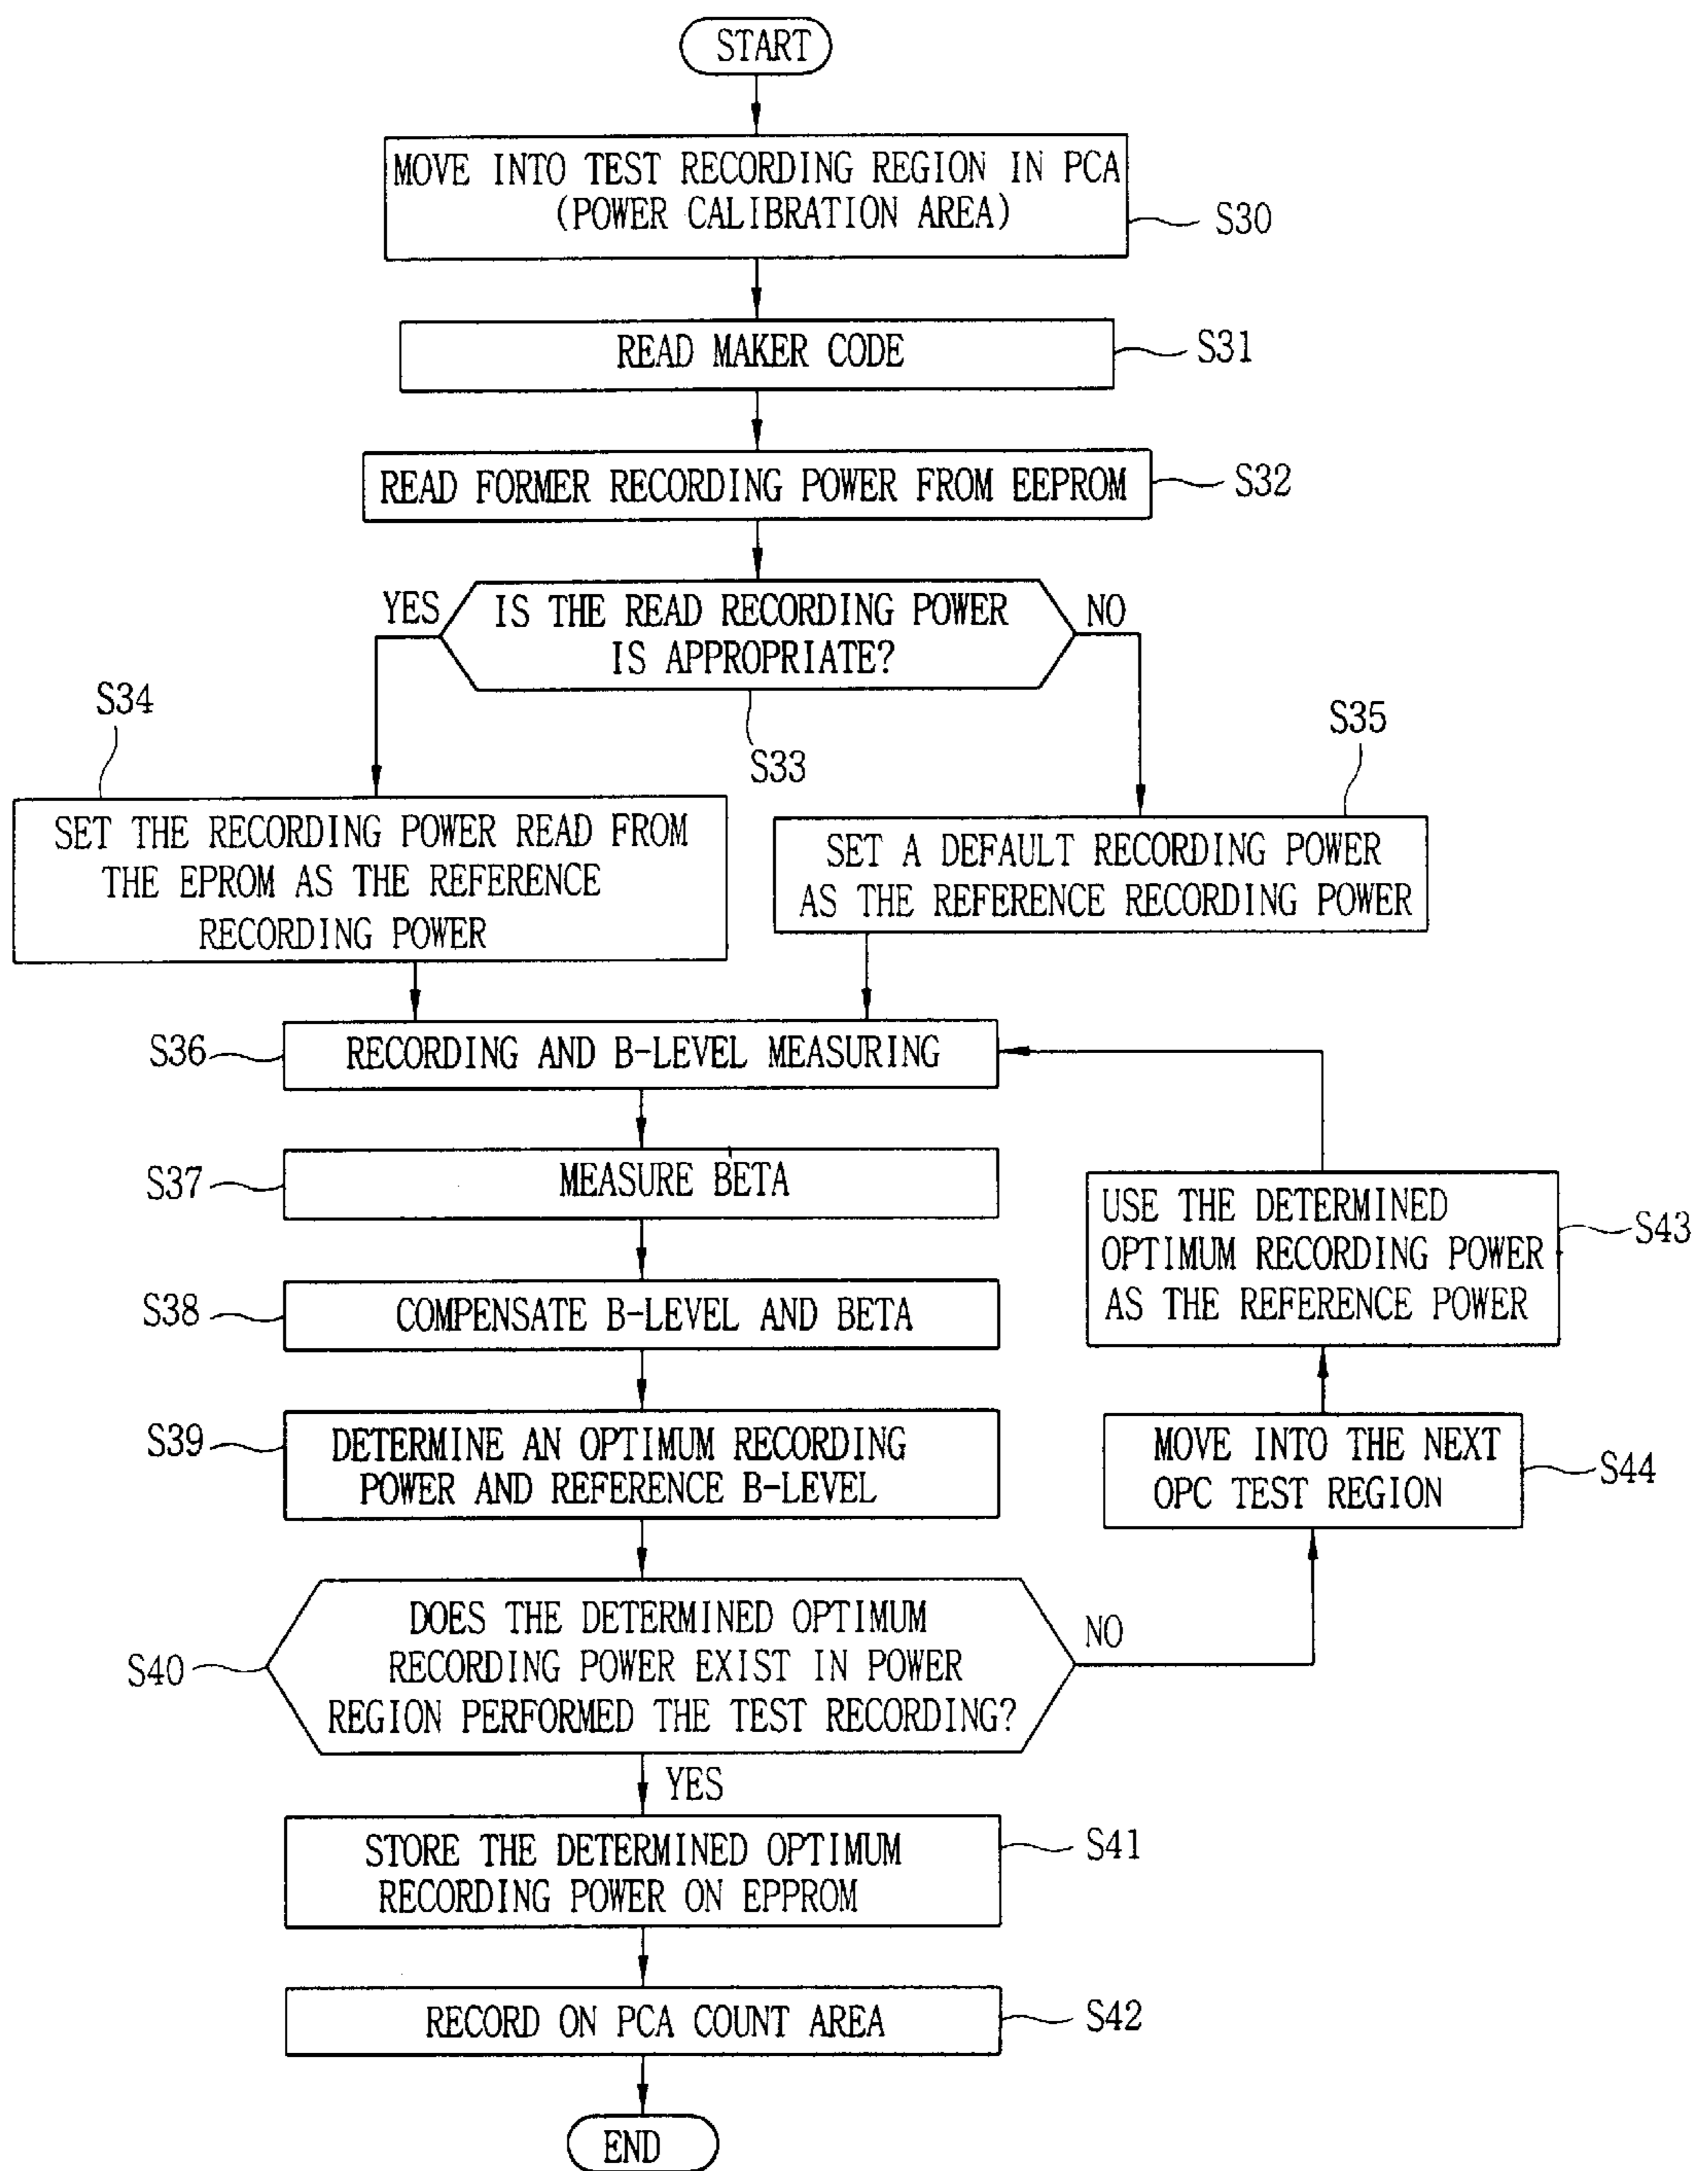 START
MOVE INTO TEST RECORDING REGION IN PCA
(POWER CALIBRATION AREA)
S30
READ MAKER CODE
S31
READ FORMER RECORDING POWER FROM EEPROM
S32
YES
IS THE READ RECORDING POWER
IS APPROPRIATE?
NO
S33
S34
S35
SET THE RECORDING POWER READ FROM
THE EPROM AS THE REFERENCE
RECORDING POWER
SET A DEFAULT RECORDING POWER
AS THE REFERENCE RECORDING POWER
S36
RECORDING AND B-LEVEL MEASURING
S37
MEASURE BETA
S38
COMPENSATE B-LEVEL AND BETA
S39
DETERMINE AN OPTIMUM RECORDING
POWER AND REFERENCE B-LEVEL
USE THE DETERMINED
OPTIMUM RECORDING POWER
AS THE REFERENCE POWER
S43
MOVE INTO THE NEXT
OPC TEST REGION
S44
S40
DOES THE DETERMINED OPTIMUM
RECORDING POWER EXIST IN POWER
REGION PERFORMED THE TEST RECORDING?
NO
YES
STORE THE DETERMINED OPTIMUM
RECORDING POWER ON EPPROM
S41
RECORD ON PCA COUNT AREA
S42
END